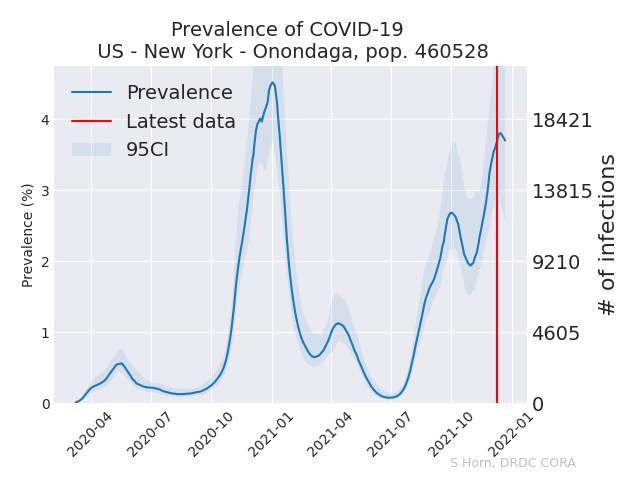 Prevalence of COVID-19
US - New York - Onondaga, pop. 460528
Prevalence
Latest data
95CI
Prevalence (%)
4
3
2
1
0
18421
13815
9210
4605
0
# of infections
2020-04
2020-07
2020-10
2021-01
2021-04
2021-07
2021-10
2022-01
S Horn, DRDC CORA